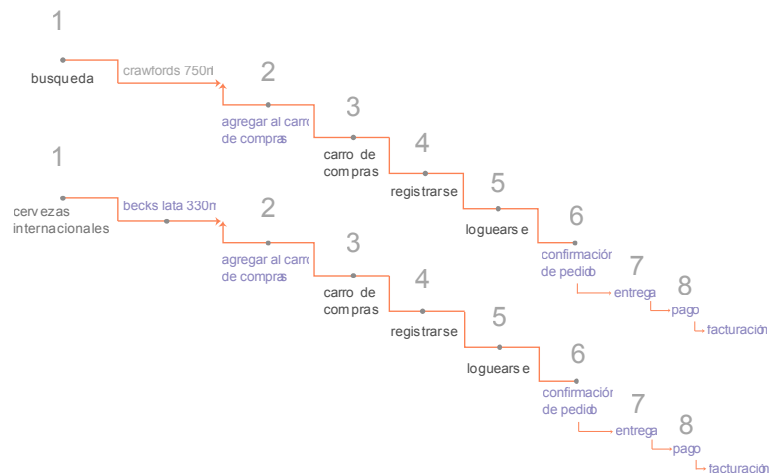 1
busqueda
crawfords 750ml
2
agregar al carro
de compras
3
carro de
compras
4
registrarse
5
loguearse
6
confirmación
de pedido
7
entrega
8
pago
facturación
1
cervezas
internacionales
becks lata 330m
2
agregar al carro
de compras
3
carro de
compras
4
registrarse
5
loguearse
6
confirmación
de pedido
7
entrega
8
pago
facturación